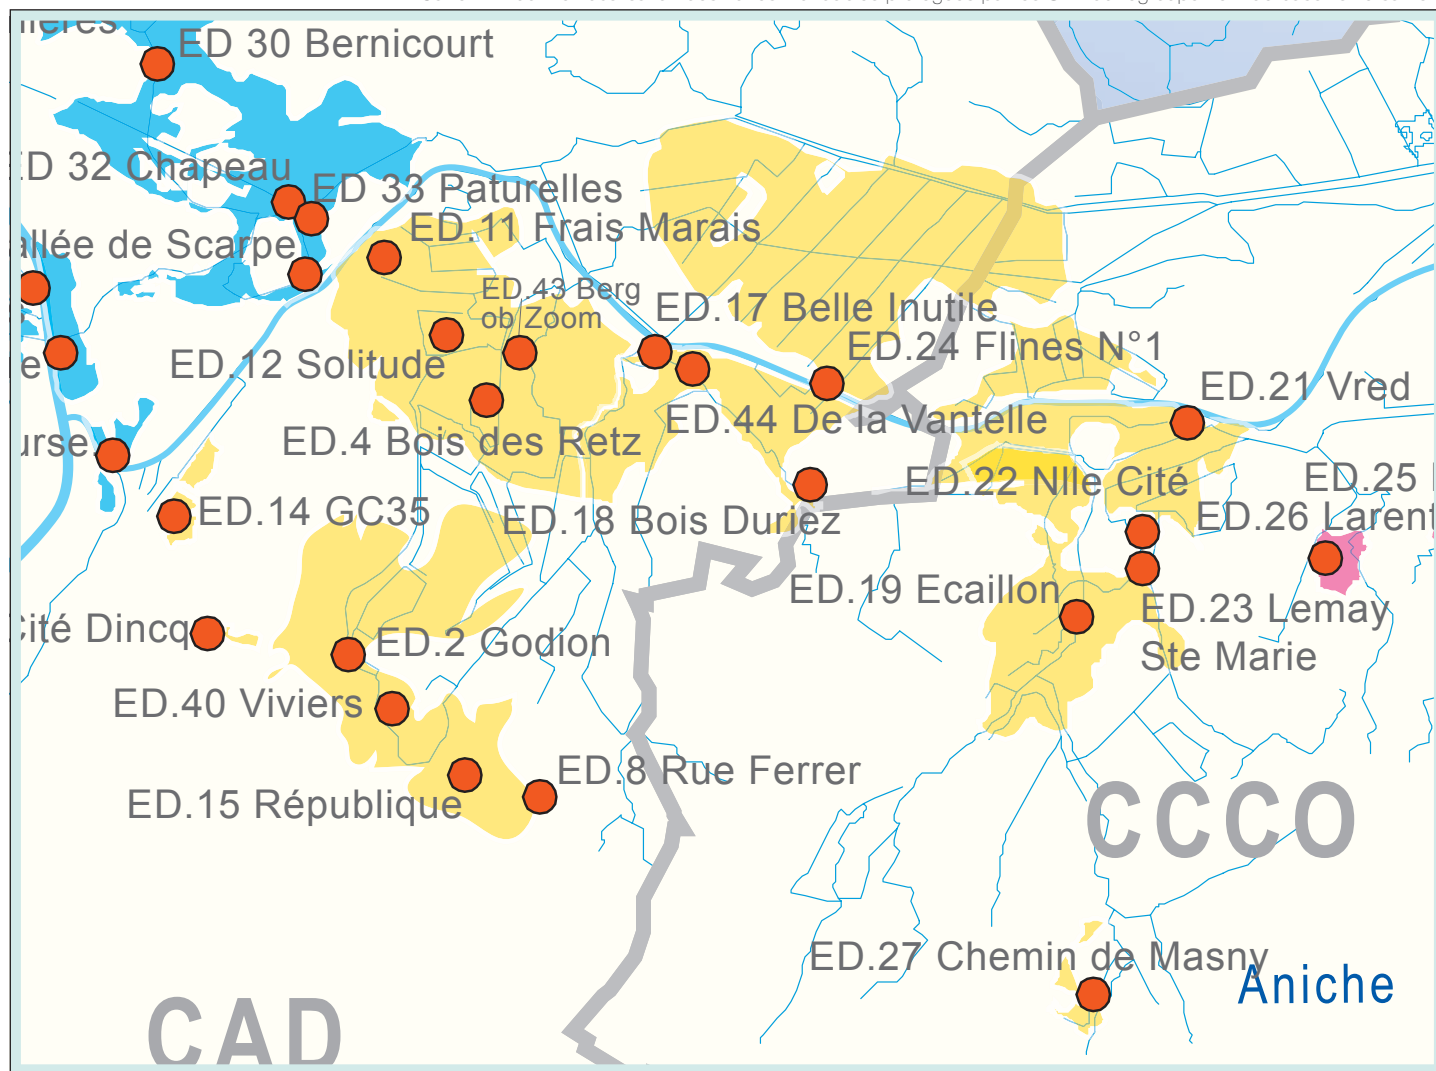 ED 30 Bernicourt
ED 32 Chapeau
ED 33 Paturelles
ED.11 Frais Marais
allée de Scarpe
ED.43 Berg
ob Zoom
ED.17 Belle Inutile
ED.12 Solitude
ED.24 Flines N°1
ED.21 Vred
ED.44 De la Vantelle
ED.4 Bois des Retz
urse
ED.22 Nlle Cité
ED.25
ED.14 GC35
ED.18 Bois Duriez
ED.26 Larent
ED.19 Ecaillon
ED.23 Lemay
Ste Marie
Cité Dincq
ED.2 Godion
ED.40 Viviers
ED.8 Rue Ferrer
ED.15 République
CCCO
ED.27 Chemin de Masny
Aniche
CAD